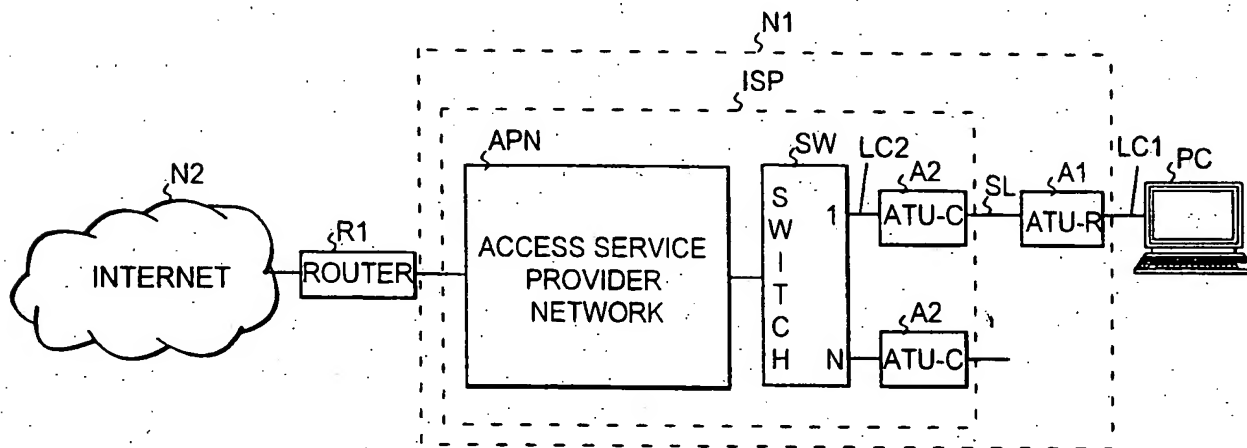 N1
ISP
APN
SW
LC2
A2
SL
A1
LC1
PC
N2
R1
INTERNET
ROUTER
ACCESS SERVICE
PROVIDER
NETWORK
SWITCH
1
N
ATU-C
ATU-R
A2
ATU-C